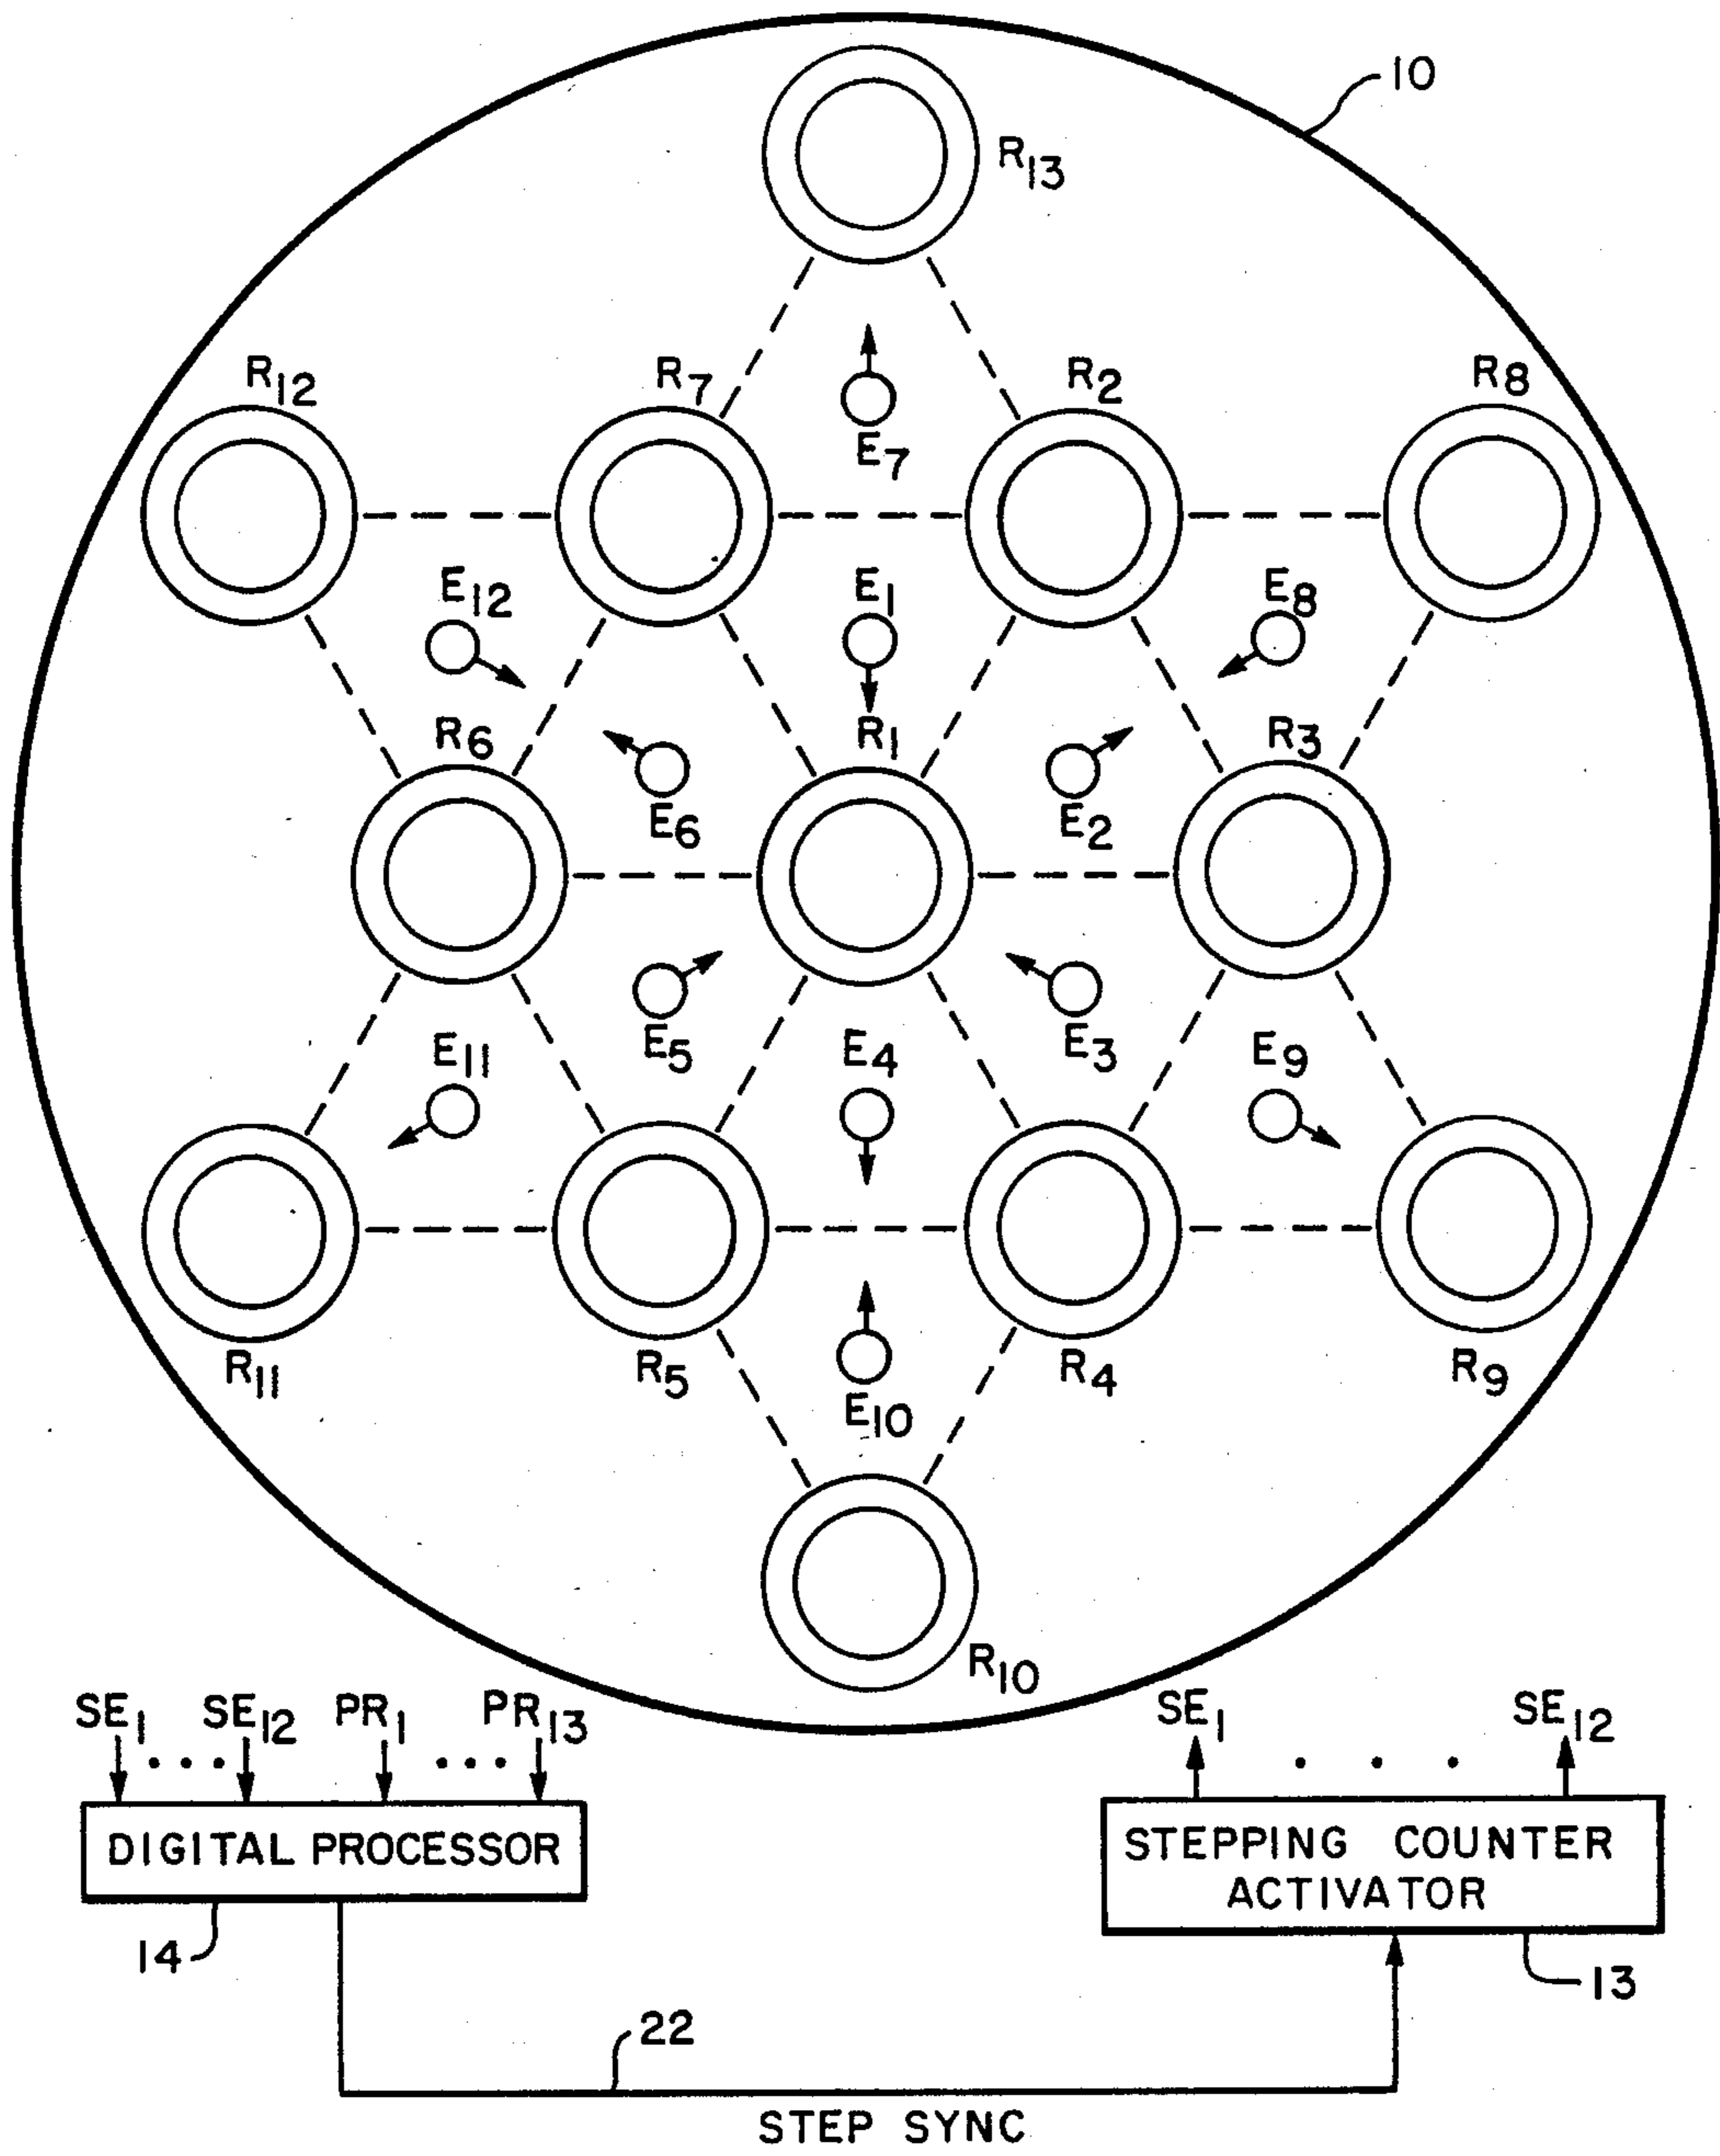 10
R13
R12
R7
R2
R8
E7
E12
E1
E8
R6
R1
R3
E6
E2
E5
E3
E11
E4
E9
R11
R5
R4
R9
E10
R10
SE1 SE12 PR1 PR13
SE1 SE12
DIGITAL PROCESSOR
STEPPING COUNTER
ACTIVATOR
14
13
22
STEP SYNC